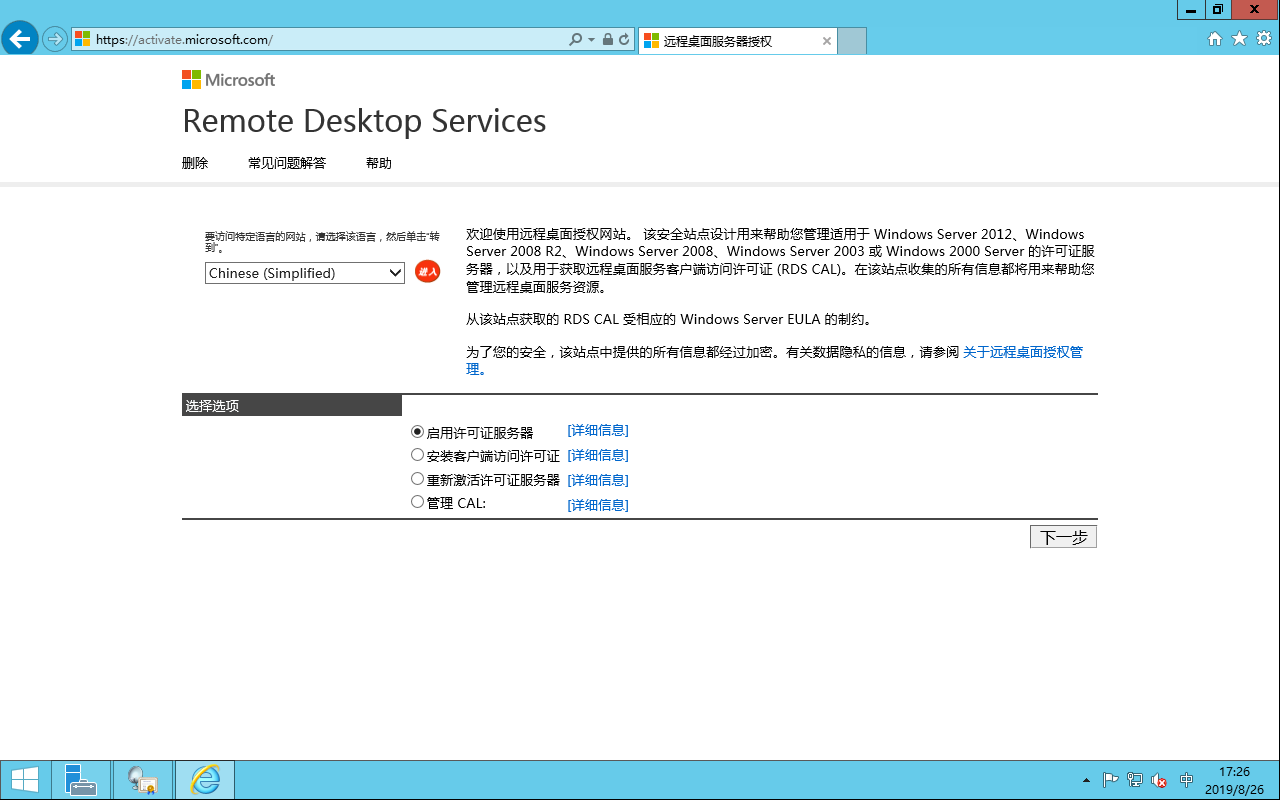 https://activate.microsoft.com/
远程桌面服务器授权
Microsoft
Remote Desktop Services
删除 常见问题解答 帮助
要访问特定语言的网站，请选择该语言，然后单击“转
到”。
Chinese (Simplified)
进入
欢迎使用远程桌面授权网站。 该安全站点设计用来帮助您管理适用于 Windows Server 2012、Windows
Server 2008 R2、Windows Server 2008、Windows Server 2003 或 Windows 2000 Server 的许可证服
务器，以及用于获取远程桌面服务客户端访问许可证 (RDS CAL)。在该站点收集的所有信息都将用来帮助您
管理远程桌面服务资源。
从该站点获取的 RDS CAL 受相应的 Windows Server EULA 的制约。
为了您的安全，该站点中提供的所有信息都经过加密。有关数据隐私的信息，请参阅 关于远程桌面授权管
理。
选择选项
启用许可证服务器 [详细信息]
安装客户端访问许可证 [详细信息]
重新激活许可证服务器 [详细信息]
管理 CAL: [详细信息]
下一步
中
17:26
2019/8/26